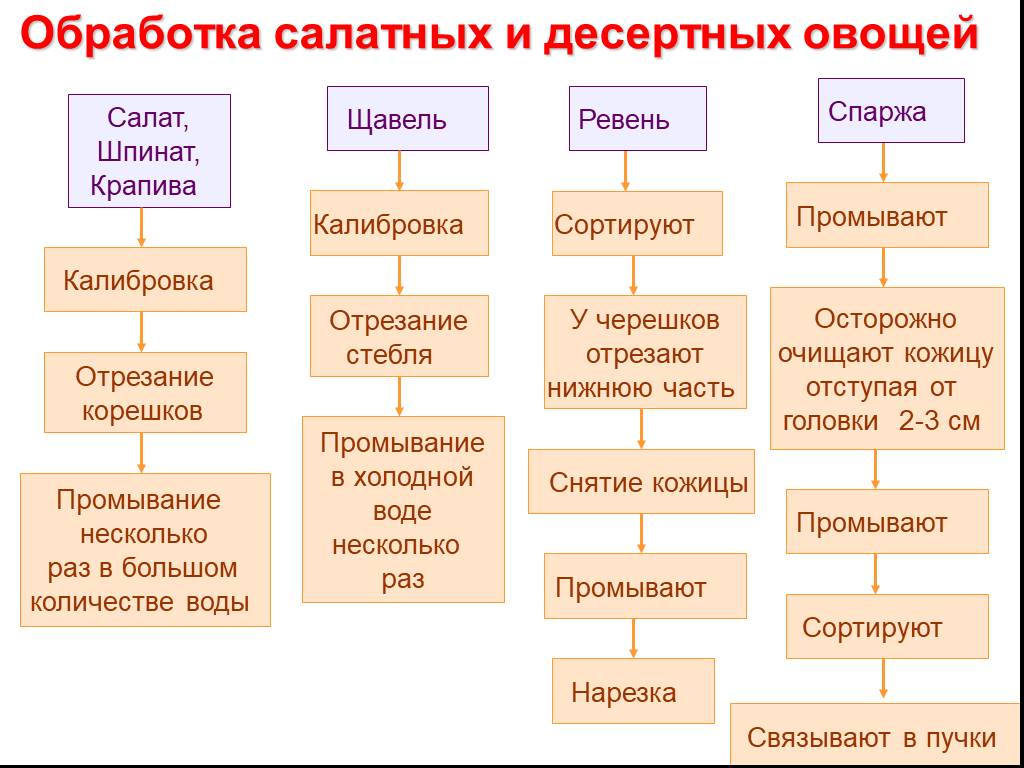 Обработка салатных и десертных овощей
Салат,
Шпинат,
Крапива
Калибровка
Отрезание
корешков
Промывание
несколько
раз в большом
количестве воды
Щавель
Калибровка
Отрезание
стебля
Промывание
в холодной
воде
несколько
раз
Ревень
Сортируют
У черешков
отрезают
нижнюю часть
Снятие кожицы
Промывают
Нарезка
Спаржа
Промывают
Осторожно
очищают кожицу
отступая от
головки 2-3 см
Промывают
Сортируют
Связывают в пучки